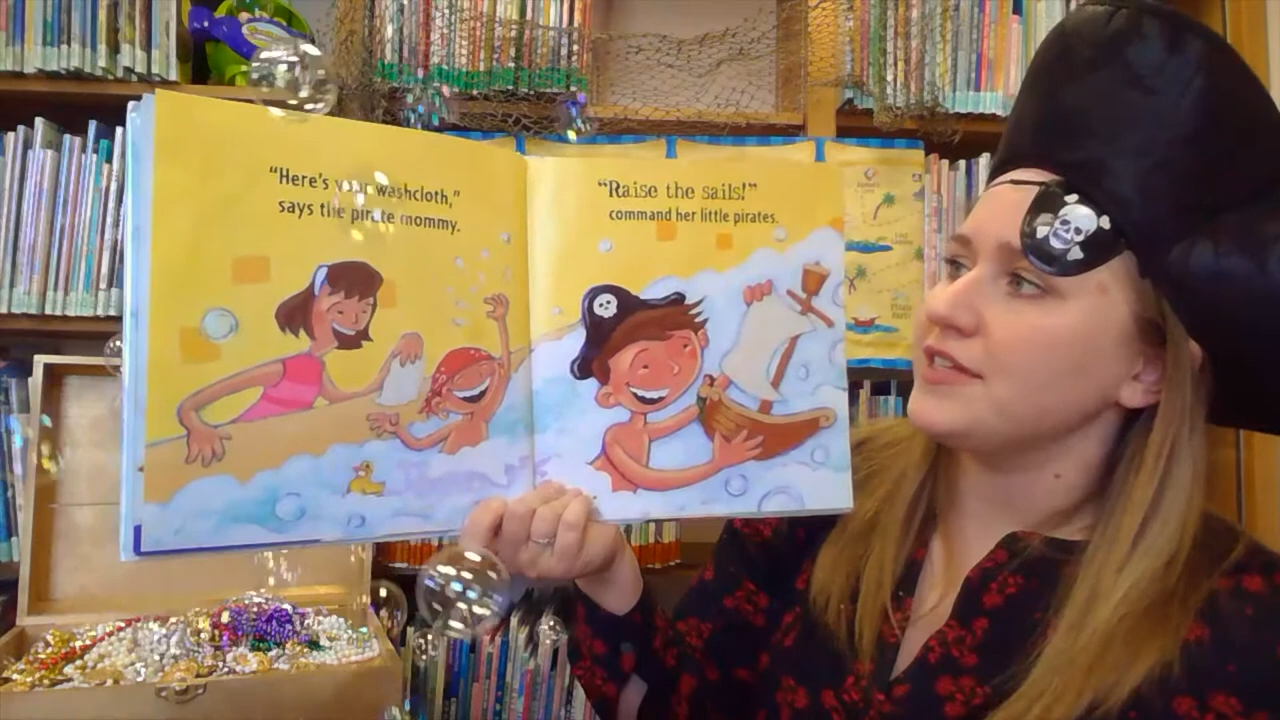 "Here's your washcloth,"
says the pirate mommy.
"Raise the sails!"
command her little pirates.